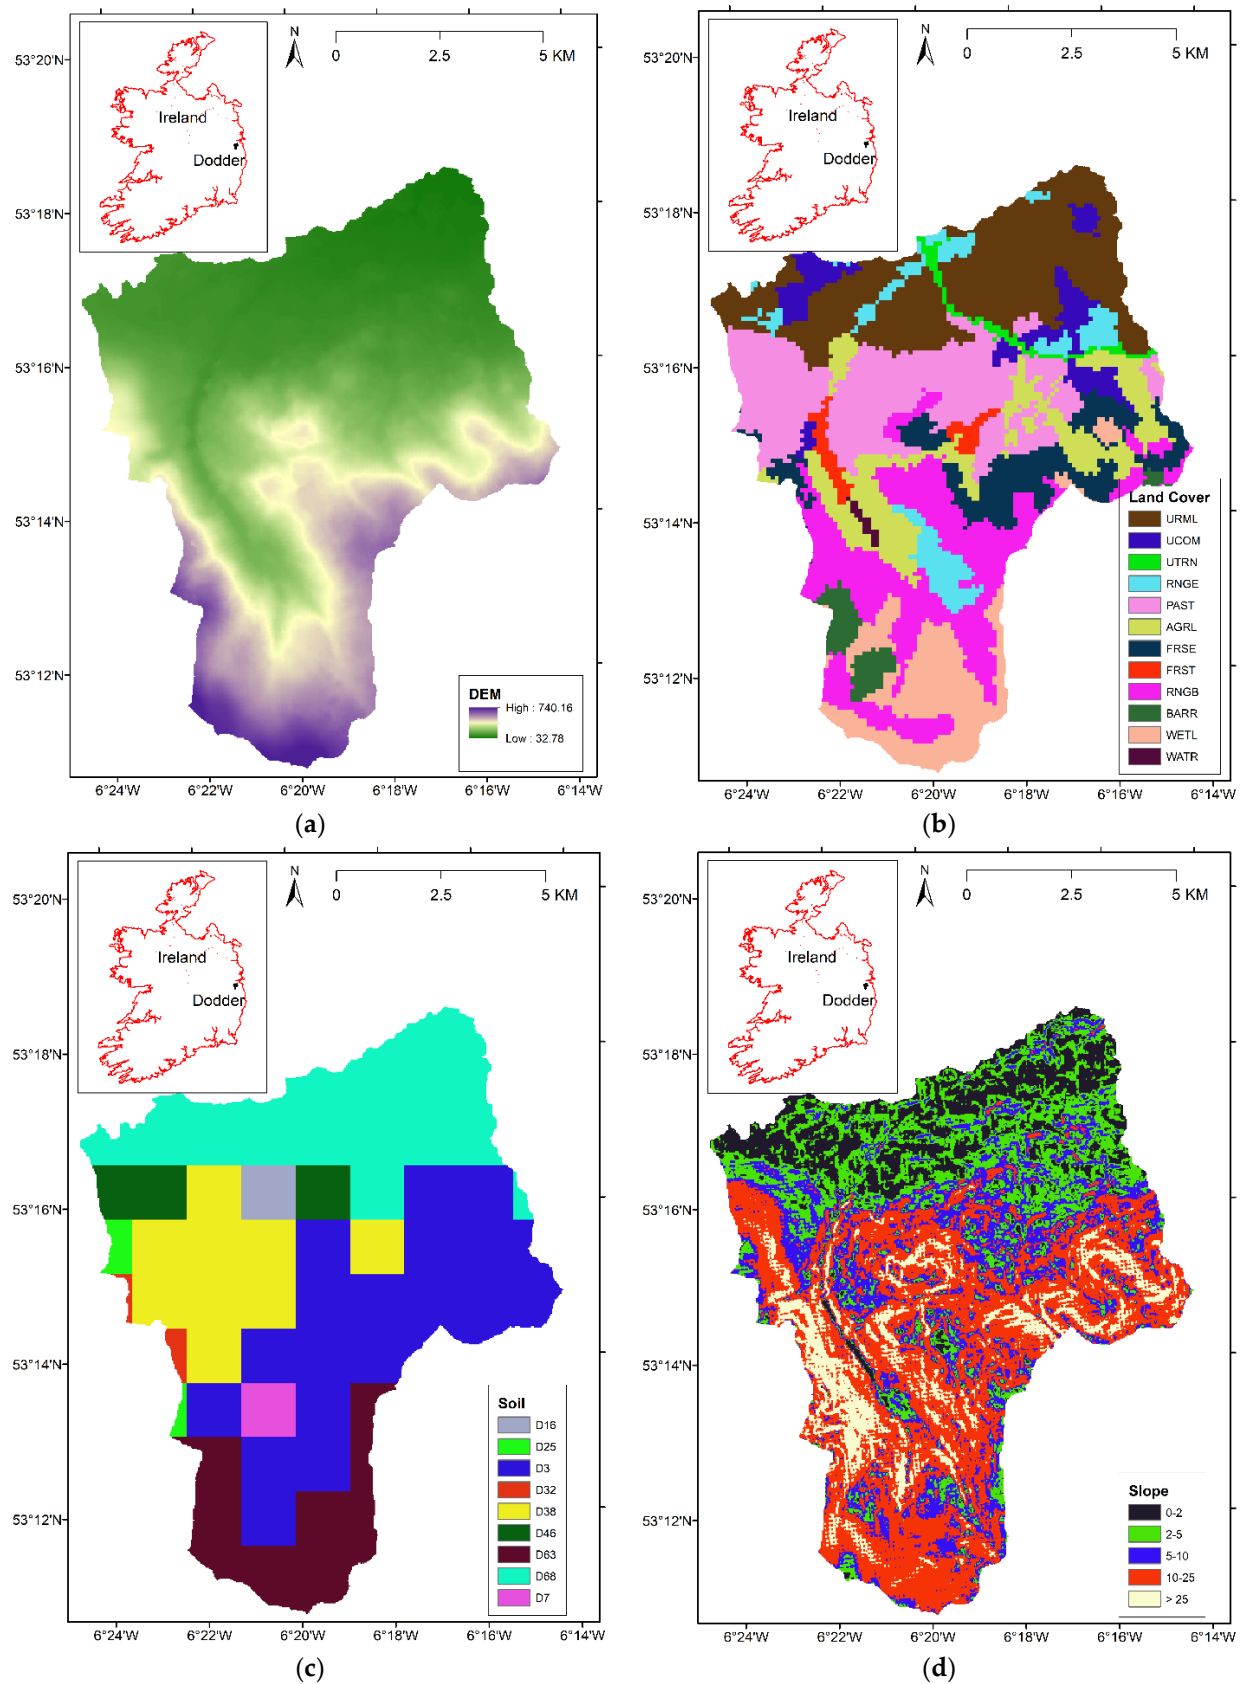 N
0 2.5 5 KM
53°20'N
Ireland
Dodder
53°18'N
53°16'N
53°14'N
53°12'N
DEM
High : 740.16
Low : 32.78
6°24'W 6°22'W 6°20'W 6°18'W 6°16'W 6°14'W
(a)
N
0 2.5 5 KM
53°20'N
Ireland
Dodder
53°18'N
53°16'N
53°14'N
53°12'N
Land Cover
URML
UCOM
UTRN
RNGE
PAST
AGRL
FRSE
FRST
RNGB
BARR
WETL
WATR
6°24'W 6°22'W 6°20'W 6°18'W 6°16'W 6°14'W
(b)
N
0 2.5 5 KM
53°20'N
Ireland
Dodder
53°18'N
53°16'N
53°14'N
53°12'N
Soil
D16
D25
D3
D32
D38
D46
D63
D68
D7
6°24'W 6°22'W 6°20'W 6°18'W 6°16'W 6°14'W
(c)
N
0 2.5 5 KM
53°20'N
Ireland
Dodder
53°18'N
53°16'N
53°14'N
53°12'N
Slope
0-2
2-5
5-10
10-25
> 25
6°24'W 6°22'W 6°20'W 6°18'W 6°16'W 6°14'W
(d)